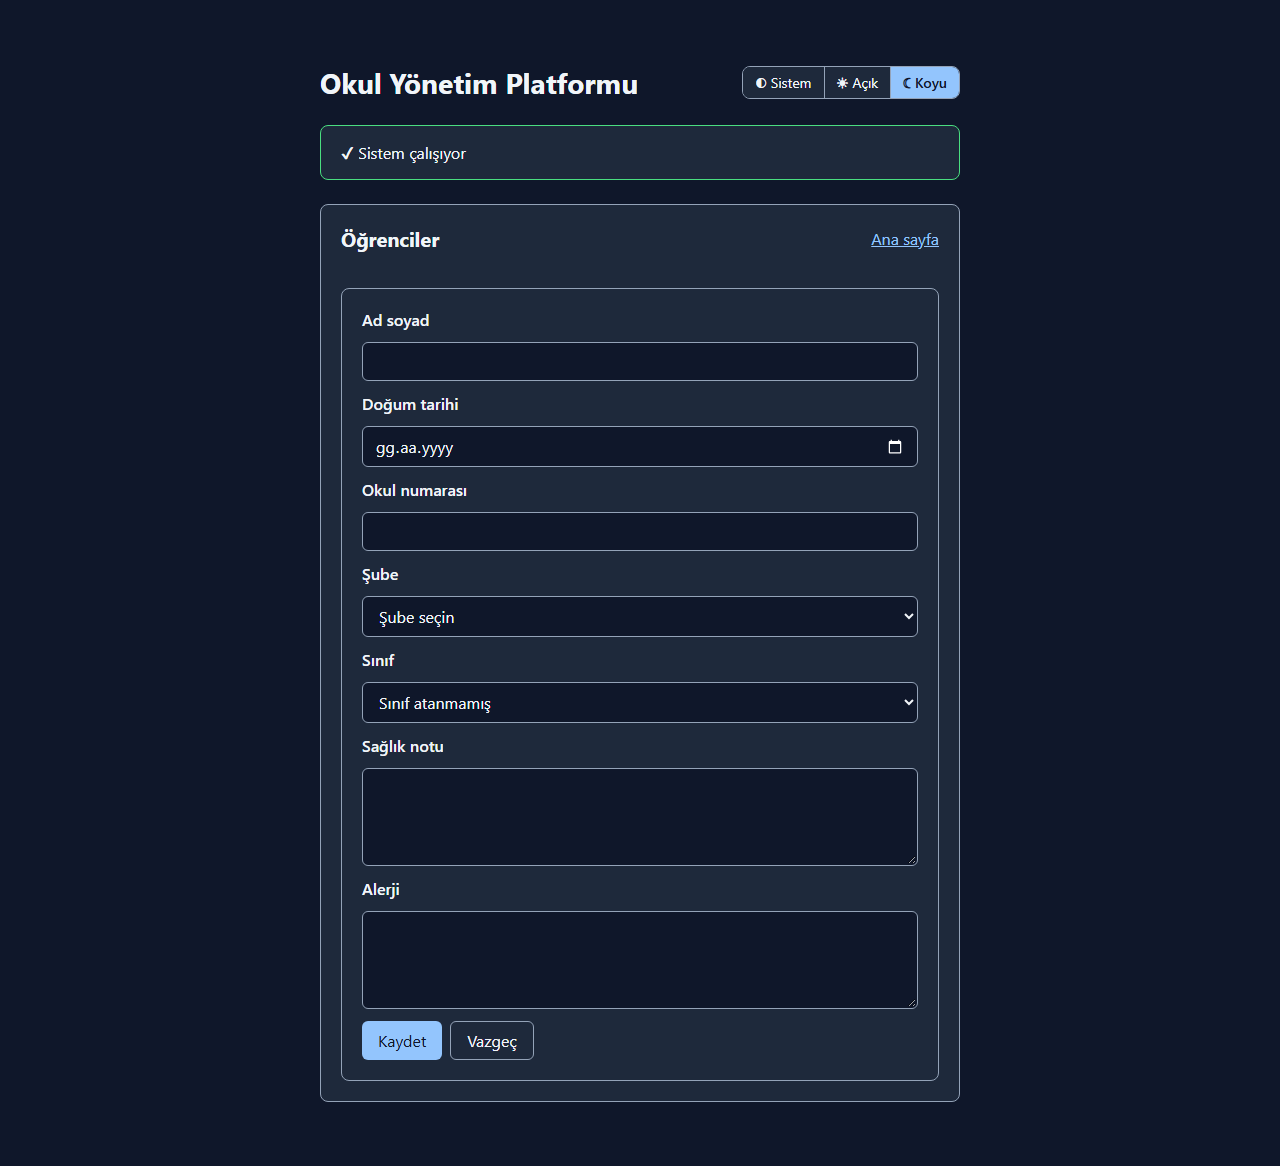 Okul Yönetim Platformu
Sistem
Açık
Koyu
Sistem çalışıyor
Öğrenciler
Ana sayfa
Ad soyad
Doğum tarihi
gg.aa.yyyy
Okul numarası
Şube
Şube seçin
Sınıf
Sınıf atanmamış
Sağlık notu
Alerji
Kaydet
Vazgeç